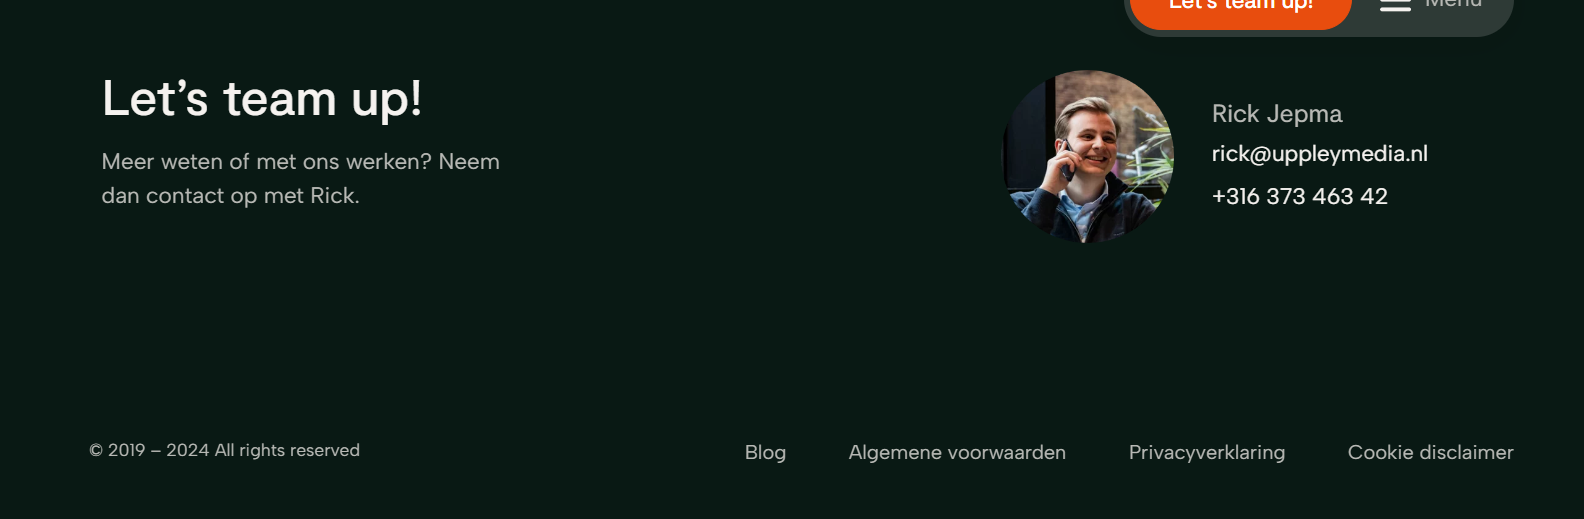 Let's team up!
Menu
Let’s team up!
Meer weten of met ons werken? Neem
dan contact op met Rick.
Rick Jepma
rick@uppleymedia.nl
+316 373 463 42
© 2019 – 2024 All rights reserved
Blog
Algemene voorwaarden
Privacyverklaring
Cookie disclaimer